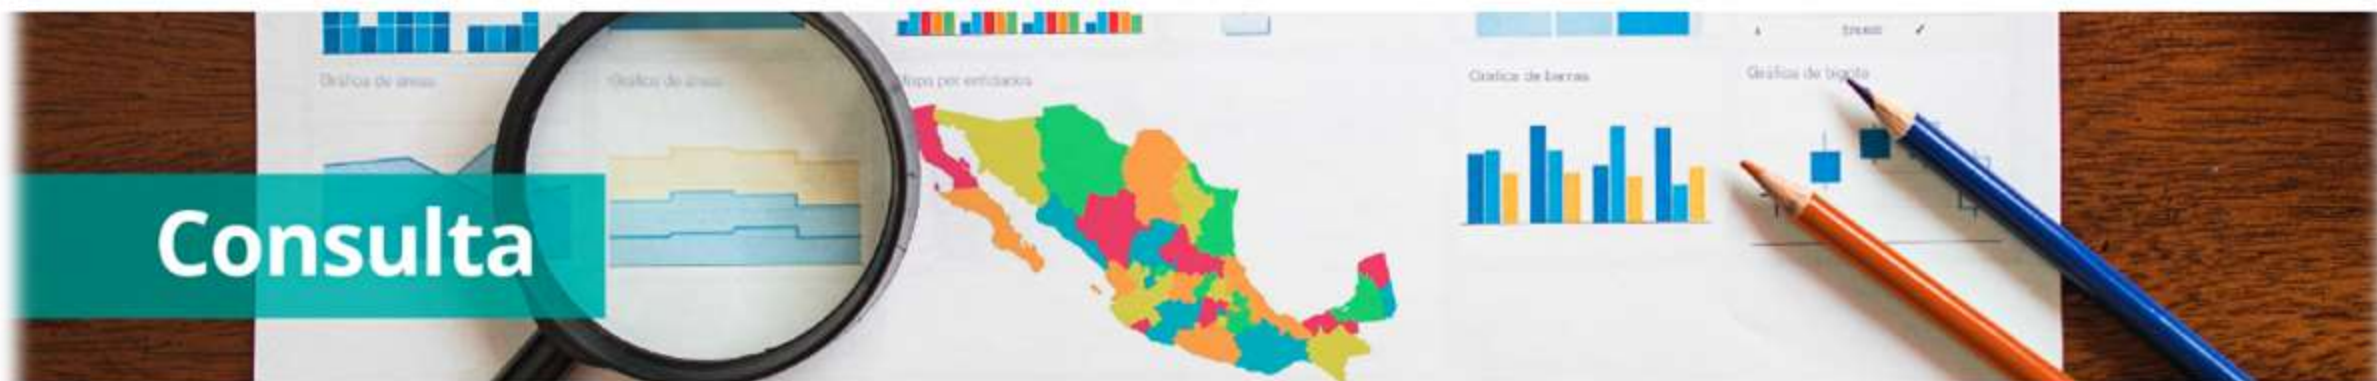 Gráfica de áreas
Gráfica de áreas
Mapa por entidades
Gráfica de barras
Gráfica de bigote
Consulta